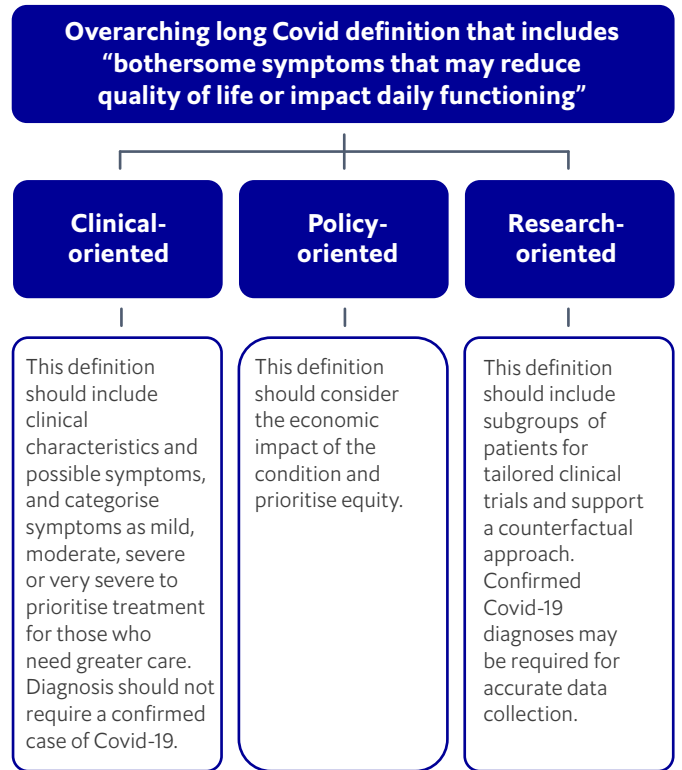 Overarching long Covid definition that includes
“bothersome symptoms that may reduce
quality of life or impact daily functioning”
Clinical-
oriented
Policy-
oriented
Research-
oriented
This definition
should include
clinical
characteristics and
possible symptoms,
and categorise
symptoms as mild,
moderate, severe
or very severe to
prioritise treatment
for those who
need greater care.
Diagnosis should not
require a confirmed
case of Covid-19.
This definition
should consider
the economic
impact of the
condition and
prioritise equity.
This definition
should include
subgroups of
patients for
tailored clinical
trials and support
a counterfactual
approach.
Confirmed
Covid-19
diagnoses may
be required for
accurate data
collection.